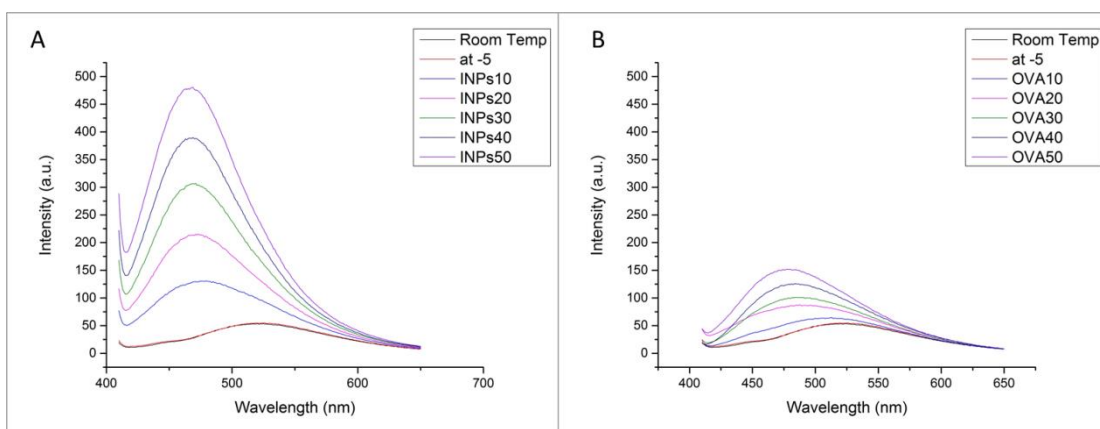 A
Room Temp
at -5
INPs10
INPs20
INPs30
INPs40
INPs50
500
450
400
350
300
250
200
150
100
50
0
Intensity (a.u.)
400
500
600
700
Wavelength (nm)
B
Room Temp
at -5
OVA10
OVA20
OVA30
OVA40
OVA50
500
450
400
350
300
250
200
150
100
50
0
Intensity (a.u.)
400
450
500
550
600
650
Wavelength (nm)